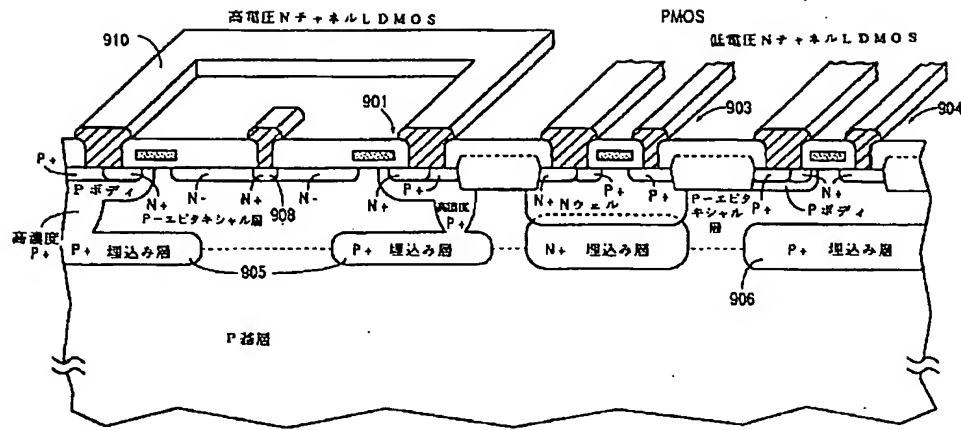 高電圧NチャネルLDMOS
PMOS
低電圧NチャネルLDMOS
910
901
903
904
P+
Pボディ
N+
N-
N+
908
N-
N+
P+
P-エピタキシャル層
高濃度
P+
高濃度
P+
N+
Nウェル
P+
P+
P-エピタ
キシャル
層
P+
Pボディ
N+
P+ 埋込み層
905
P+ 埋込み層
N+ 埋込み層
P+ 埋込み層
906